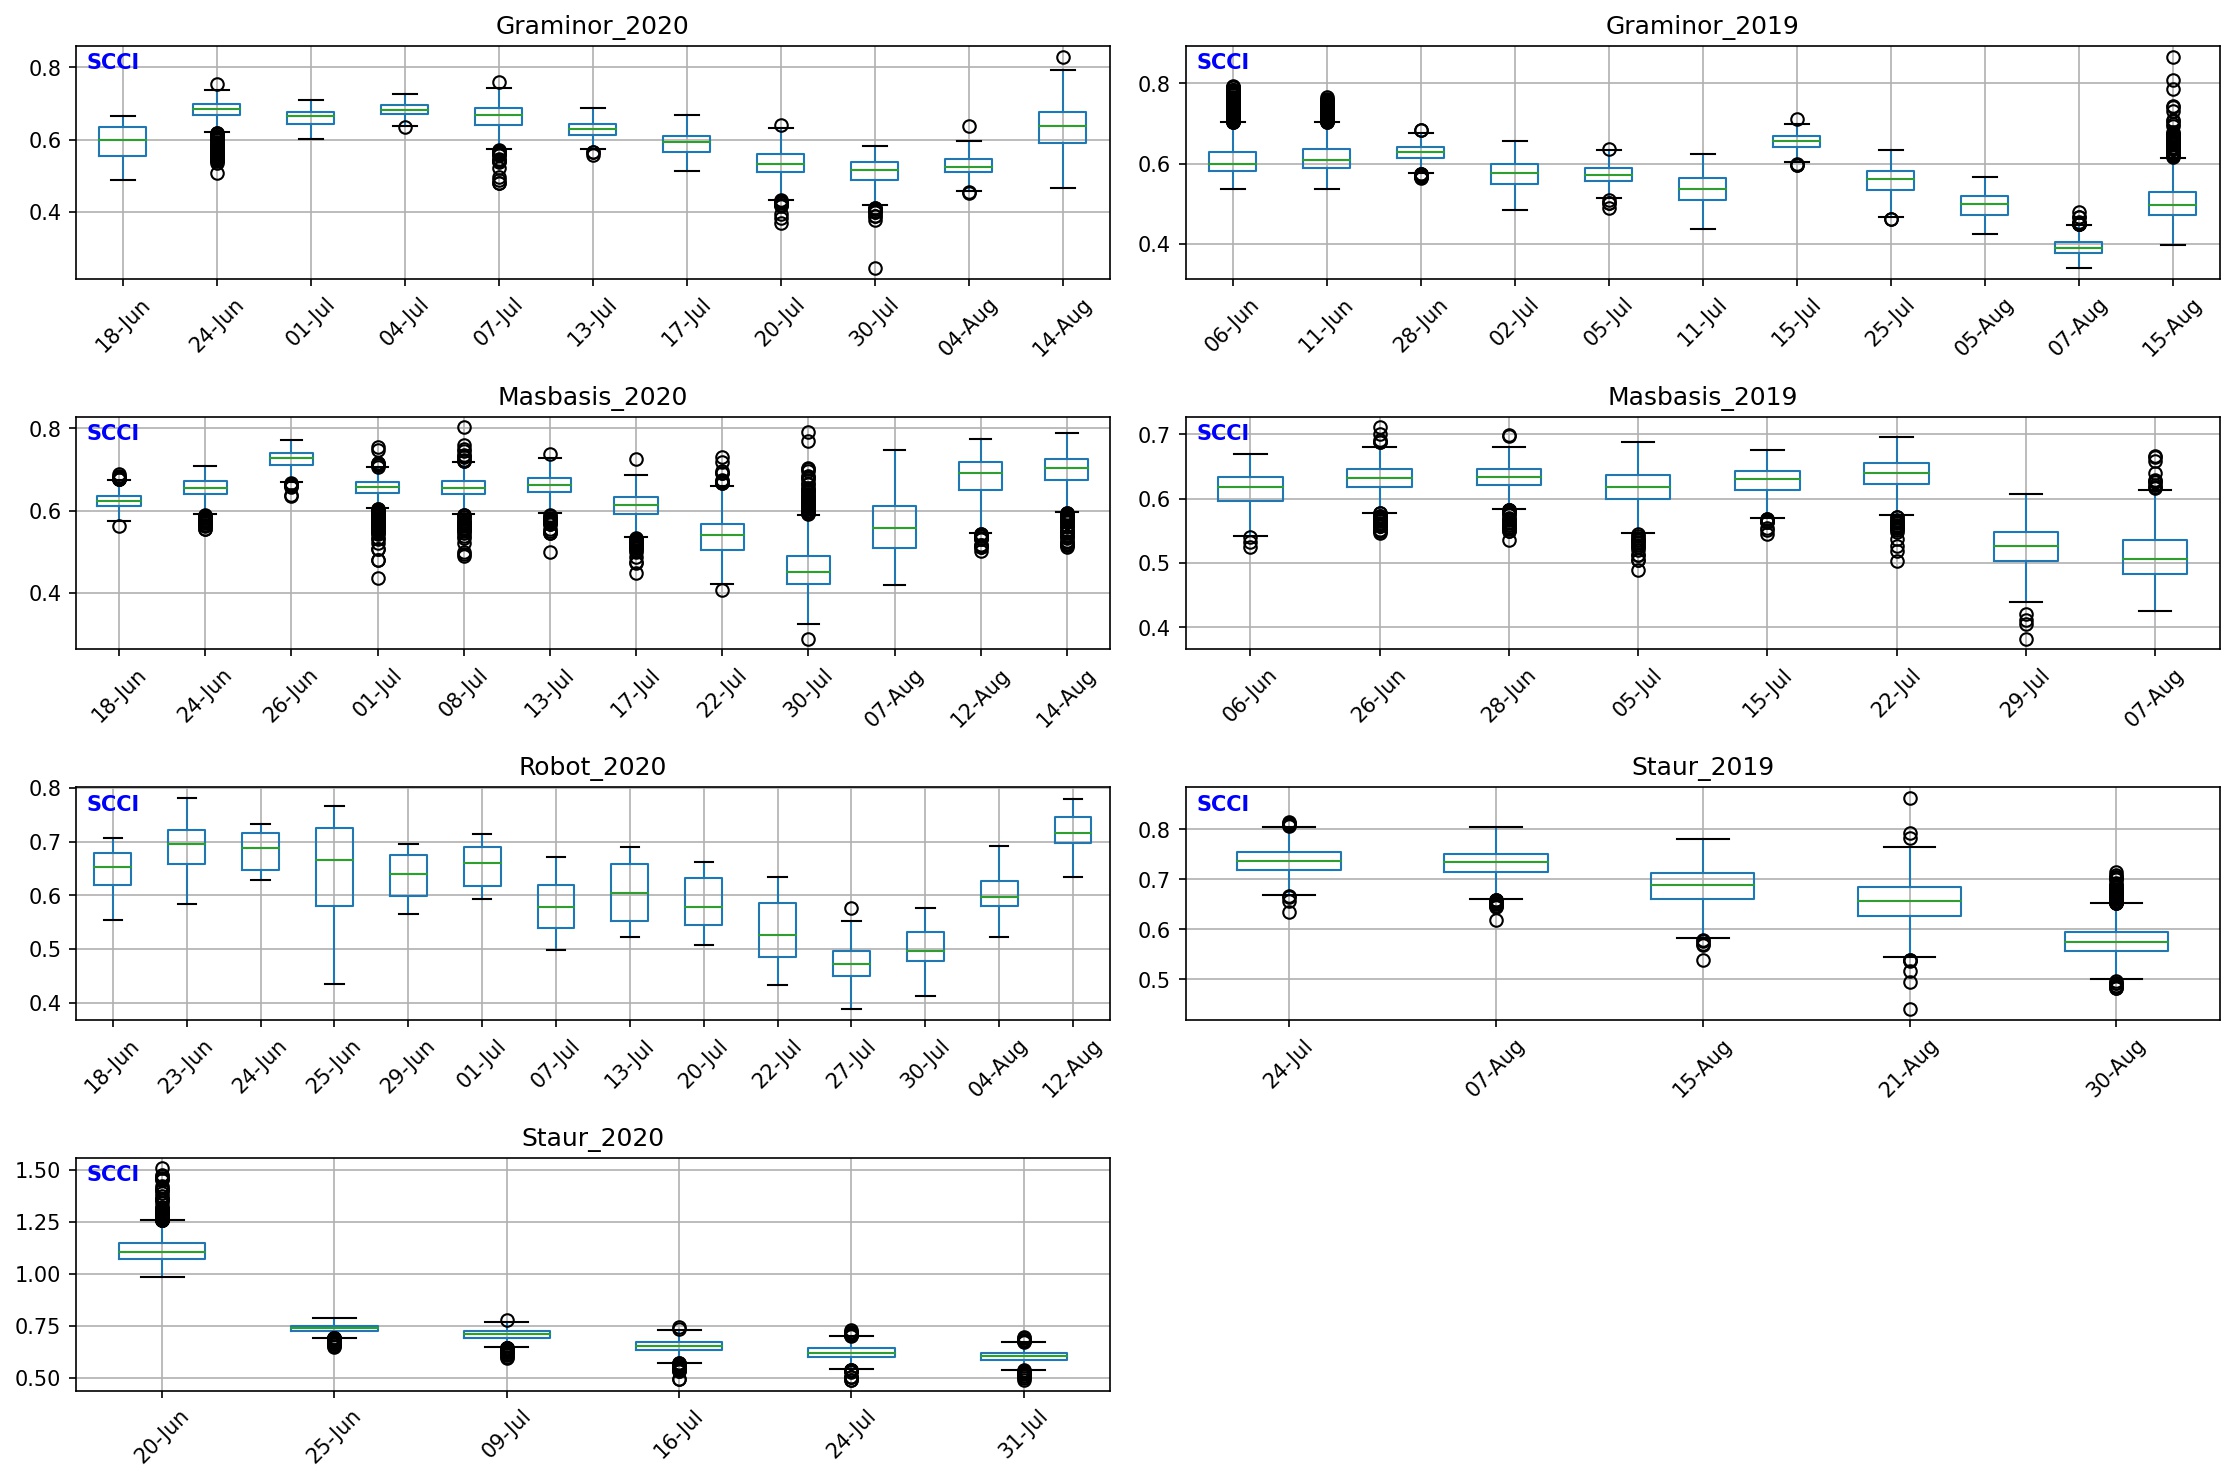 Graminor_2020
SCCI
0.8
0.6
0.4
18-Jun 24-Jun 01-Jul 04-Jul 07-Jul 13-Jul 17-Jul 20-Jul 30-Jul 04-Aug 14-Aug
Graminor_2019
SCCI
0.8
0.6
0.4
06-Jun 11-Jun 28-Jun 02-Jul 05-Jul 11-Jul 15-Jul 25-Jul 05-Aug 07-Aug 15-Aug
Masbasis_2020
SCCI
0.8
0.6
0.4
18-Jun 24-Jun 26-Jun 01-Jul 08-Jul 13-Jul 17-Jul 22-Jul 30-Jul 07-Aug 12-Aug 14-Aug
Masbasis_2019
SCCI
0.7
0.6
0.5
0.4
06-Jun 26-Jun 28-Jun 05-Jul 15-Jul 22-Jul 29-Jul 07-Aug
Robot_2020
SCCI
0.8
0.7
0.6
0.5
0.4
18-Jun 23-Jun 24-Jun 25-Jun 29-Jun 01-Jul 07-Jul 13-Jul 20-Jul 22-Jul 27-Jul 30-Jul 04-Aug 12-Aug
Staur_2019
SCCI
0.8
0.7
0.6
0.5
24-Jul 07-Aug 15-Aug 21-Aug 30-Aug
Staur_2020
SCCI
1.50
1.25
1.00
0.75
0.50
20-Jun 25-Jun 09-Jul 16-Jul 24-Jul 31-Jul